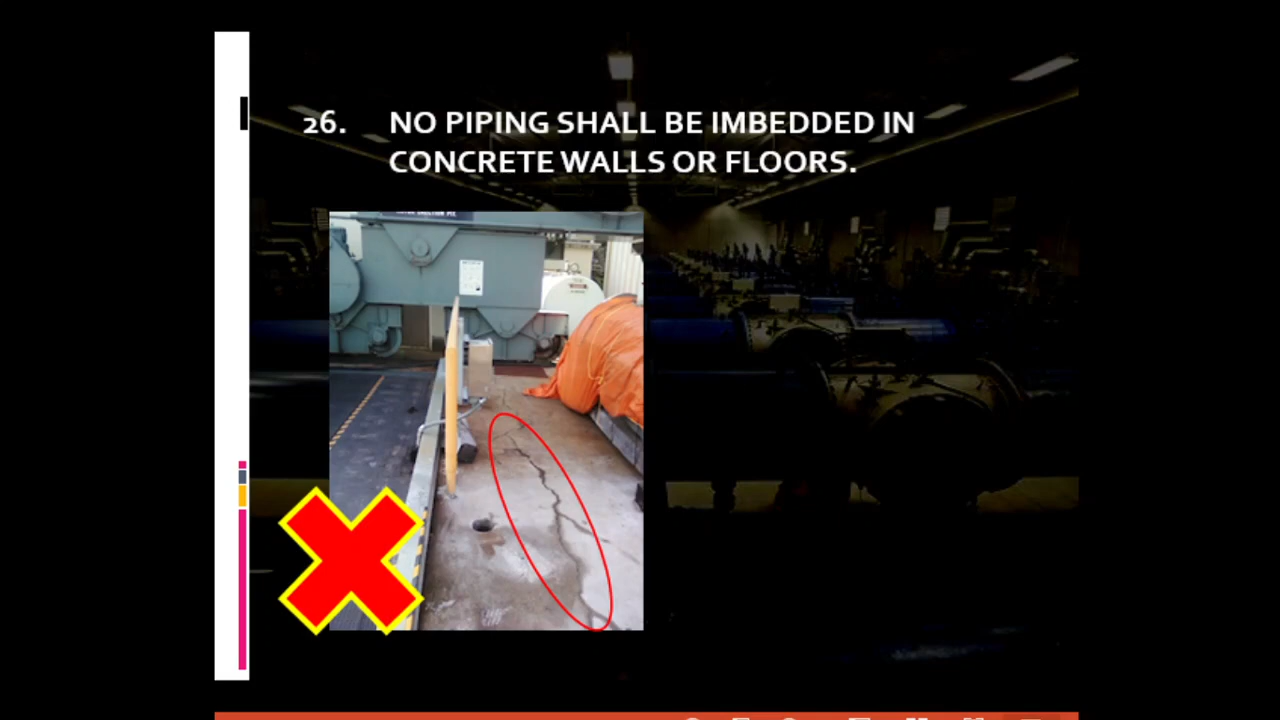 26. NO PIPING SHALL BE IMBEDDED IN
CONCRETE WALLS OR FLOORS.